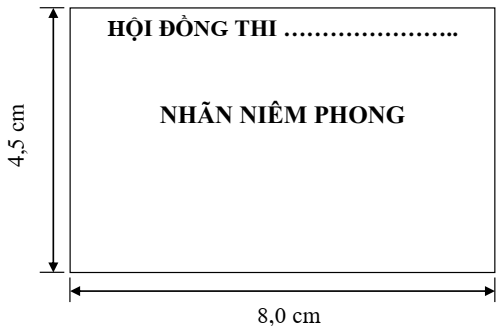 HỘI ĐỒNG THI …………………..
NHÃN NIÊM PHONG
4,5 cm
8,0 cm